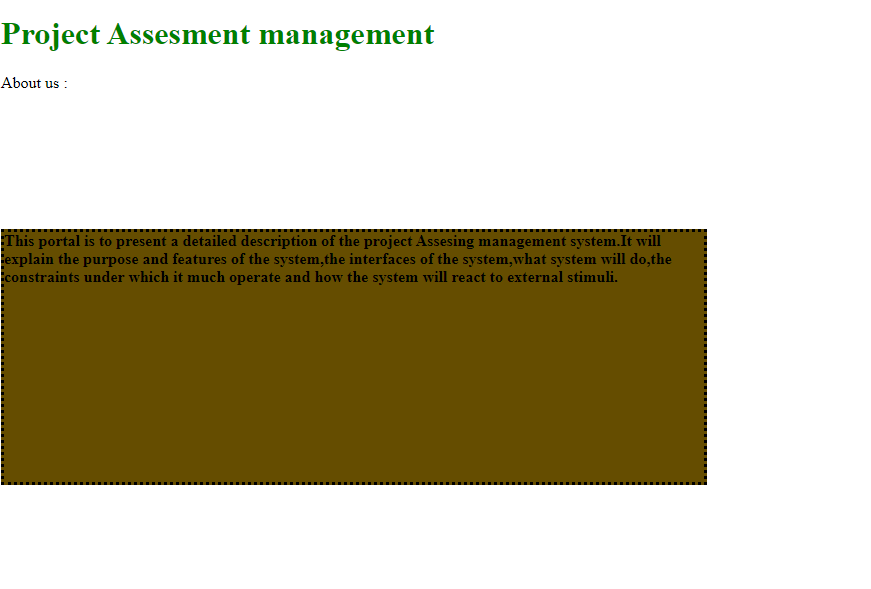 Project Assesment management
About us :
This portal is to present a detailed description of the project Assesing management system.It will
explain the purpose and features of the system,the interfaces of the system,what system will do,the
constraints under which it much operate and how the system will react to external stimuli.